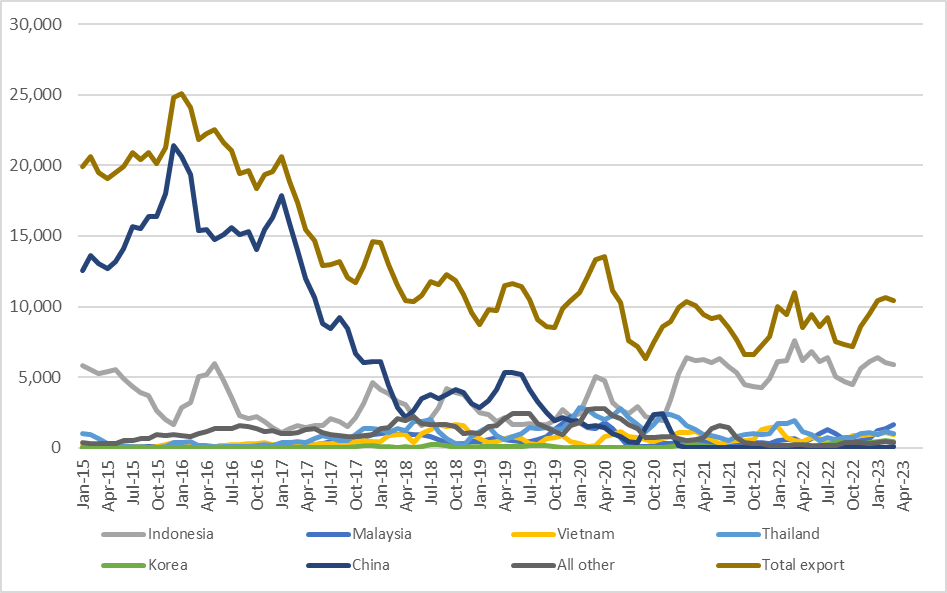 30,000
25,000
20,000
15,000
10,000
5,000
0
Jan-15 Apr-15 Jul-15 Oct-15 Jan-16 Apr-16 Jul-16 Oct-16 Jan-17 Apr-17 Jul-17 Oct-17 Jan-18 Apr-18 Jul-18 Oct-18 Jan-19 Apr-19 Jul-19 Oct-19 Jan-20 Apr-20 Jul-20 Oct-20 Jan-21 Apr-21 Jul-21 Oct-21 Jan-22 Apr-22 Jul-22 Oct-22 Jan-23 Apr-23
Indonesia Malaysia Vietnam Thailand
Korea China All other Total export